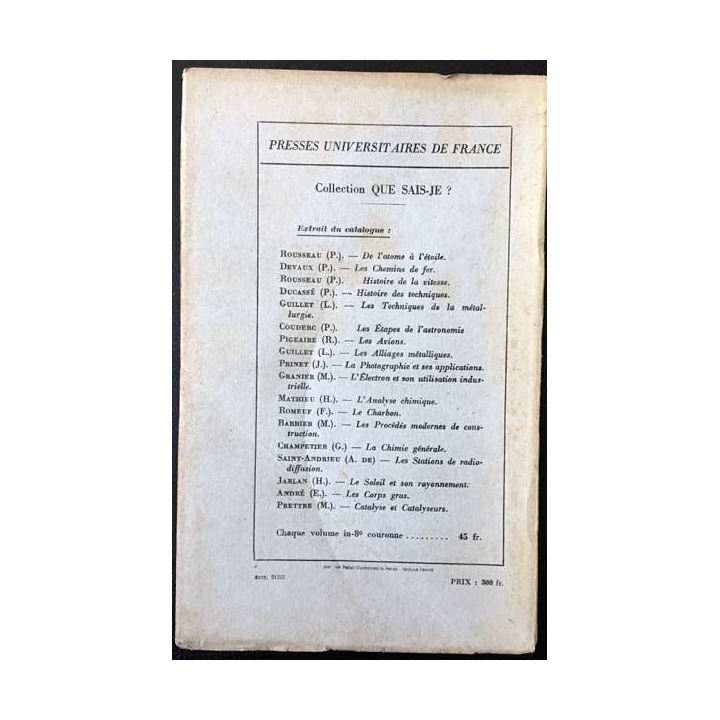 PRESSES UNIVERSITAIRES DE FRANCE
Collection QUE SAIS-JE ?
Extrait du catalogue :
ROUSSEAU (P.). — De l'atome à l'étoile.
DEVAUX (P.). — Les Chemins de fer.
ROUSSEAU (P.). Histoire de la vitesse.
DUCASSÉ (P.). — Histoire des techniques.
GUILLET (L.). — Les Techniques de la métal-
lurgie.
COUDERC (P.). Les Étapes de l'astronomie
PIGEAIRE (R.). — Les Avions.
GUILLET (L.). — Les Alliages métalliques.
PRINET (J.). — La Photographie et ses applications.
GRANIER (M.). — L'Électron et son utilisation indus-
trielle.
MATHIEU (H.). — L'Analyse chimique.
ROMEUF (F.). — Le Charbon.
BARBIER (M.). — Les Procédés modernes de cons-
truction.
CHAMPETIER (G.) — La Chimie générale.
SAINT-ANDRIEU (A. DE) — Les Stations de radio-
diffusion.
JARLAN (H.). — Le Soleil et son rayonnement.
ANDRÉ (E.). — Les Corps gras.
PRETTRE (M.). — Catalyse et Catalyseurs.
Chaque volume in-8º couronne ......... 45 fr.
PRIX : 300 fr.